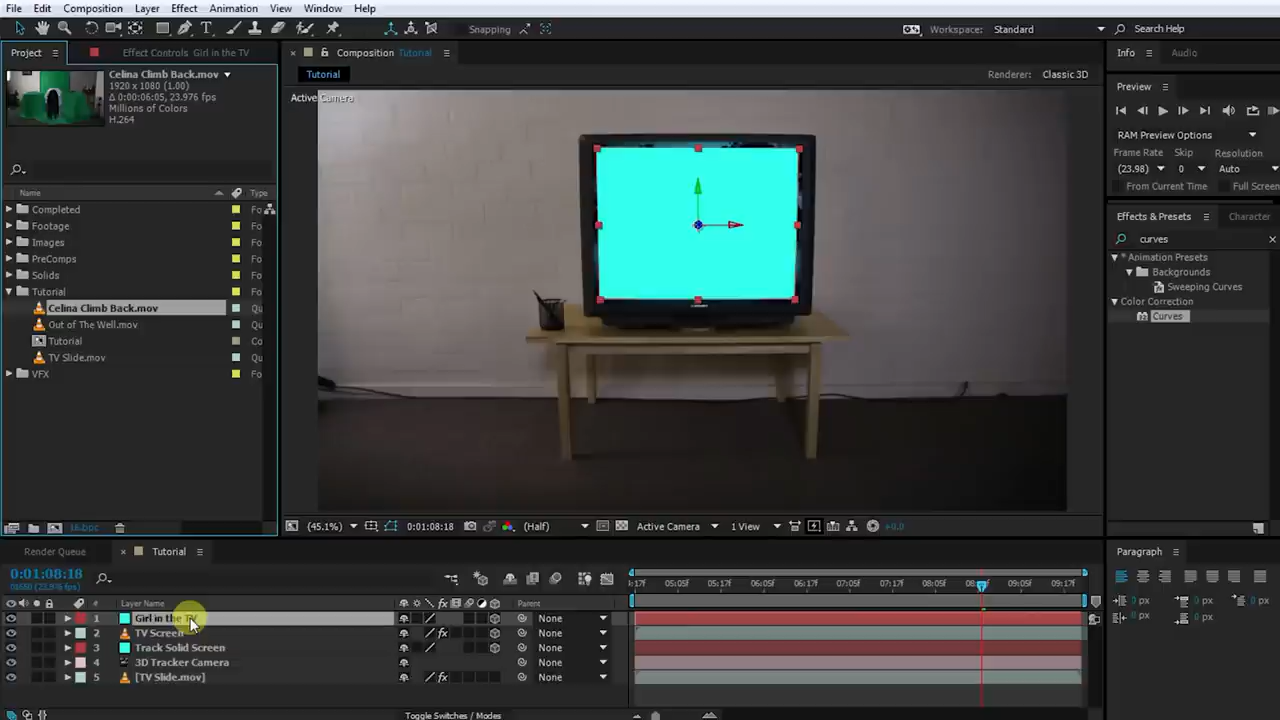 File Edit Composition Layer Effect Animation View Window Help
Snapping
Workspace: Standard
Search Help
Project
Effect Controls Girl in the TV
Composition Tutorial
Info
Audio
Celina Climb Back.mov
1920 x 1080 (1.00)
Δ 0:00:06:05, 23.976 fps
Millions of Colors
H.264
Tutorial
Renderer: Classic 3D
Active Camera
Preview
RAM Preview Options
Frame Rate Skip Resolution
(23.98) 0 Auto
From Current Time Full Screen
Name Type
Completed Fo
Footage Fo
Images Fo
PreComps Fo
Solids Fo
Tutorial Fo
Celina Climb Back.mov Qu
Out of The Well.mov Qu
Tutorial Co
TV Slide.mov Qu
VFX Fo
Effects & Presets
Character
curves
* Animation Presets
Backgrounds
Sweeping Curves
Color Correction
Curves
16 bpc
(45.1%) 0:01:08:18 (Half) Active Camera 1 View +0.0
Render Queue
Tutorial
Paragraph
0:01:08:18
(23.976 fps)
:17f 05:05f 05:17f 06:05f 06:17f 07:05f 07:17f 08:05f 09:05f 09:17f
# Layer Name Parent
1 Girl in the TV None
2 TV Screen None
3 Track Solid Screen None
4 3D Tracker Camera None
5 [TV Slide.mov] None
0 px 0 px 0 px
0 px 0 px
Toggle Switches / Modes